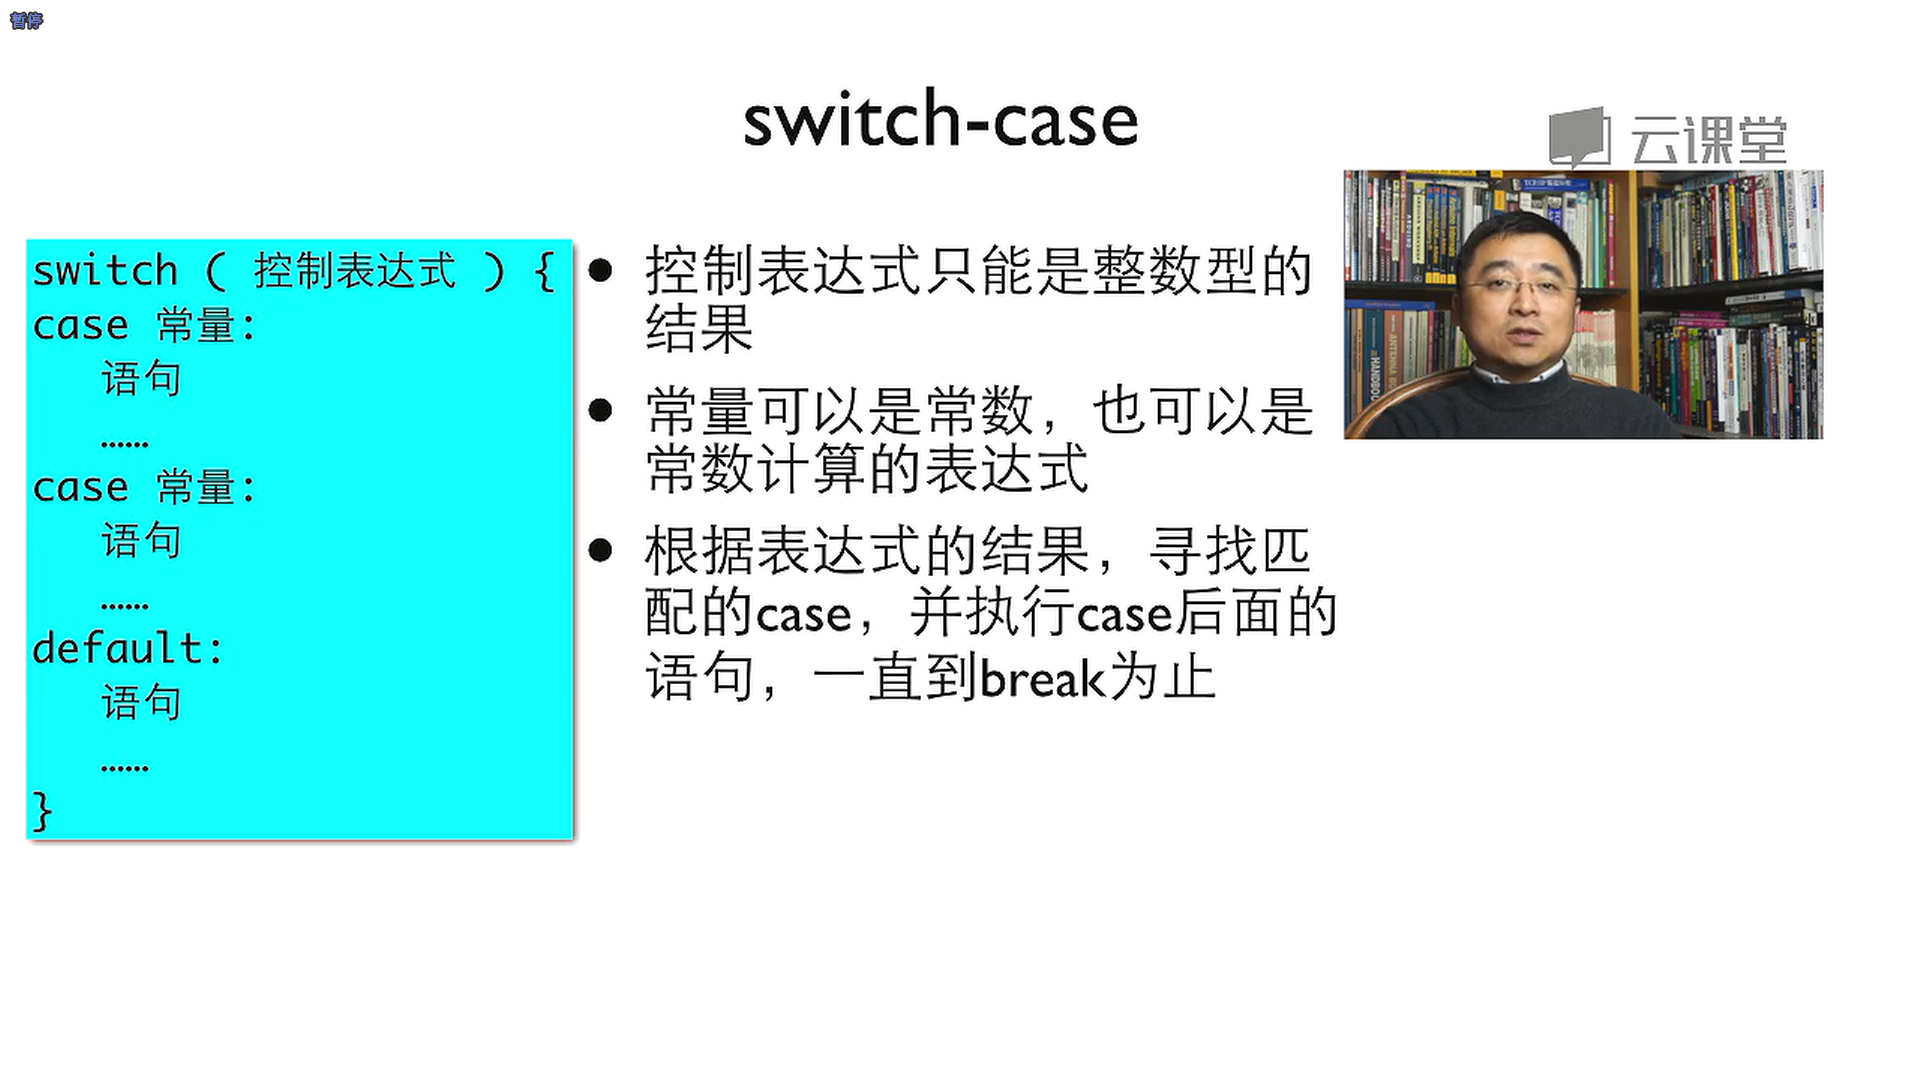 暂停
switch-case
云课堂
switch ( 控制表达式 ) {
case 常量:
语句
……
case 常量:
语句
……
default:
语句
……
}
• 控制表达式只能是整数型的
结果
• 常量可以是常数，也可以是
常数计算的表达式
• 根据表达式的结果，寻找匹
配的case，并执行case后面的
语句，一直到break为止